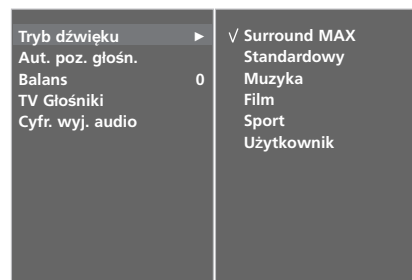 Tryb dźwięku ►
Aut. poz. głośn.
Balans 0
TV Głośniki
Cyfr. wyj. audio
√ Surround MAX
Standardowy
Muzyka
Film
Sport
Użytkownik